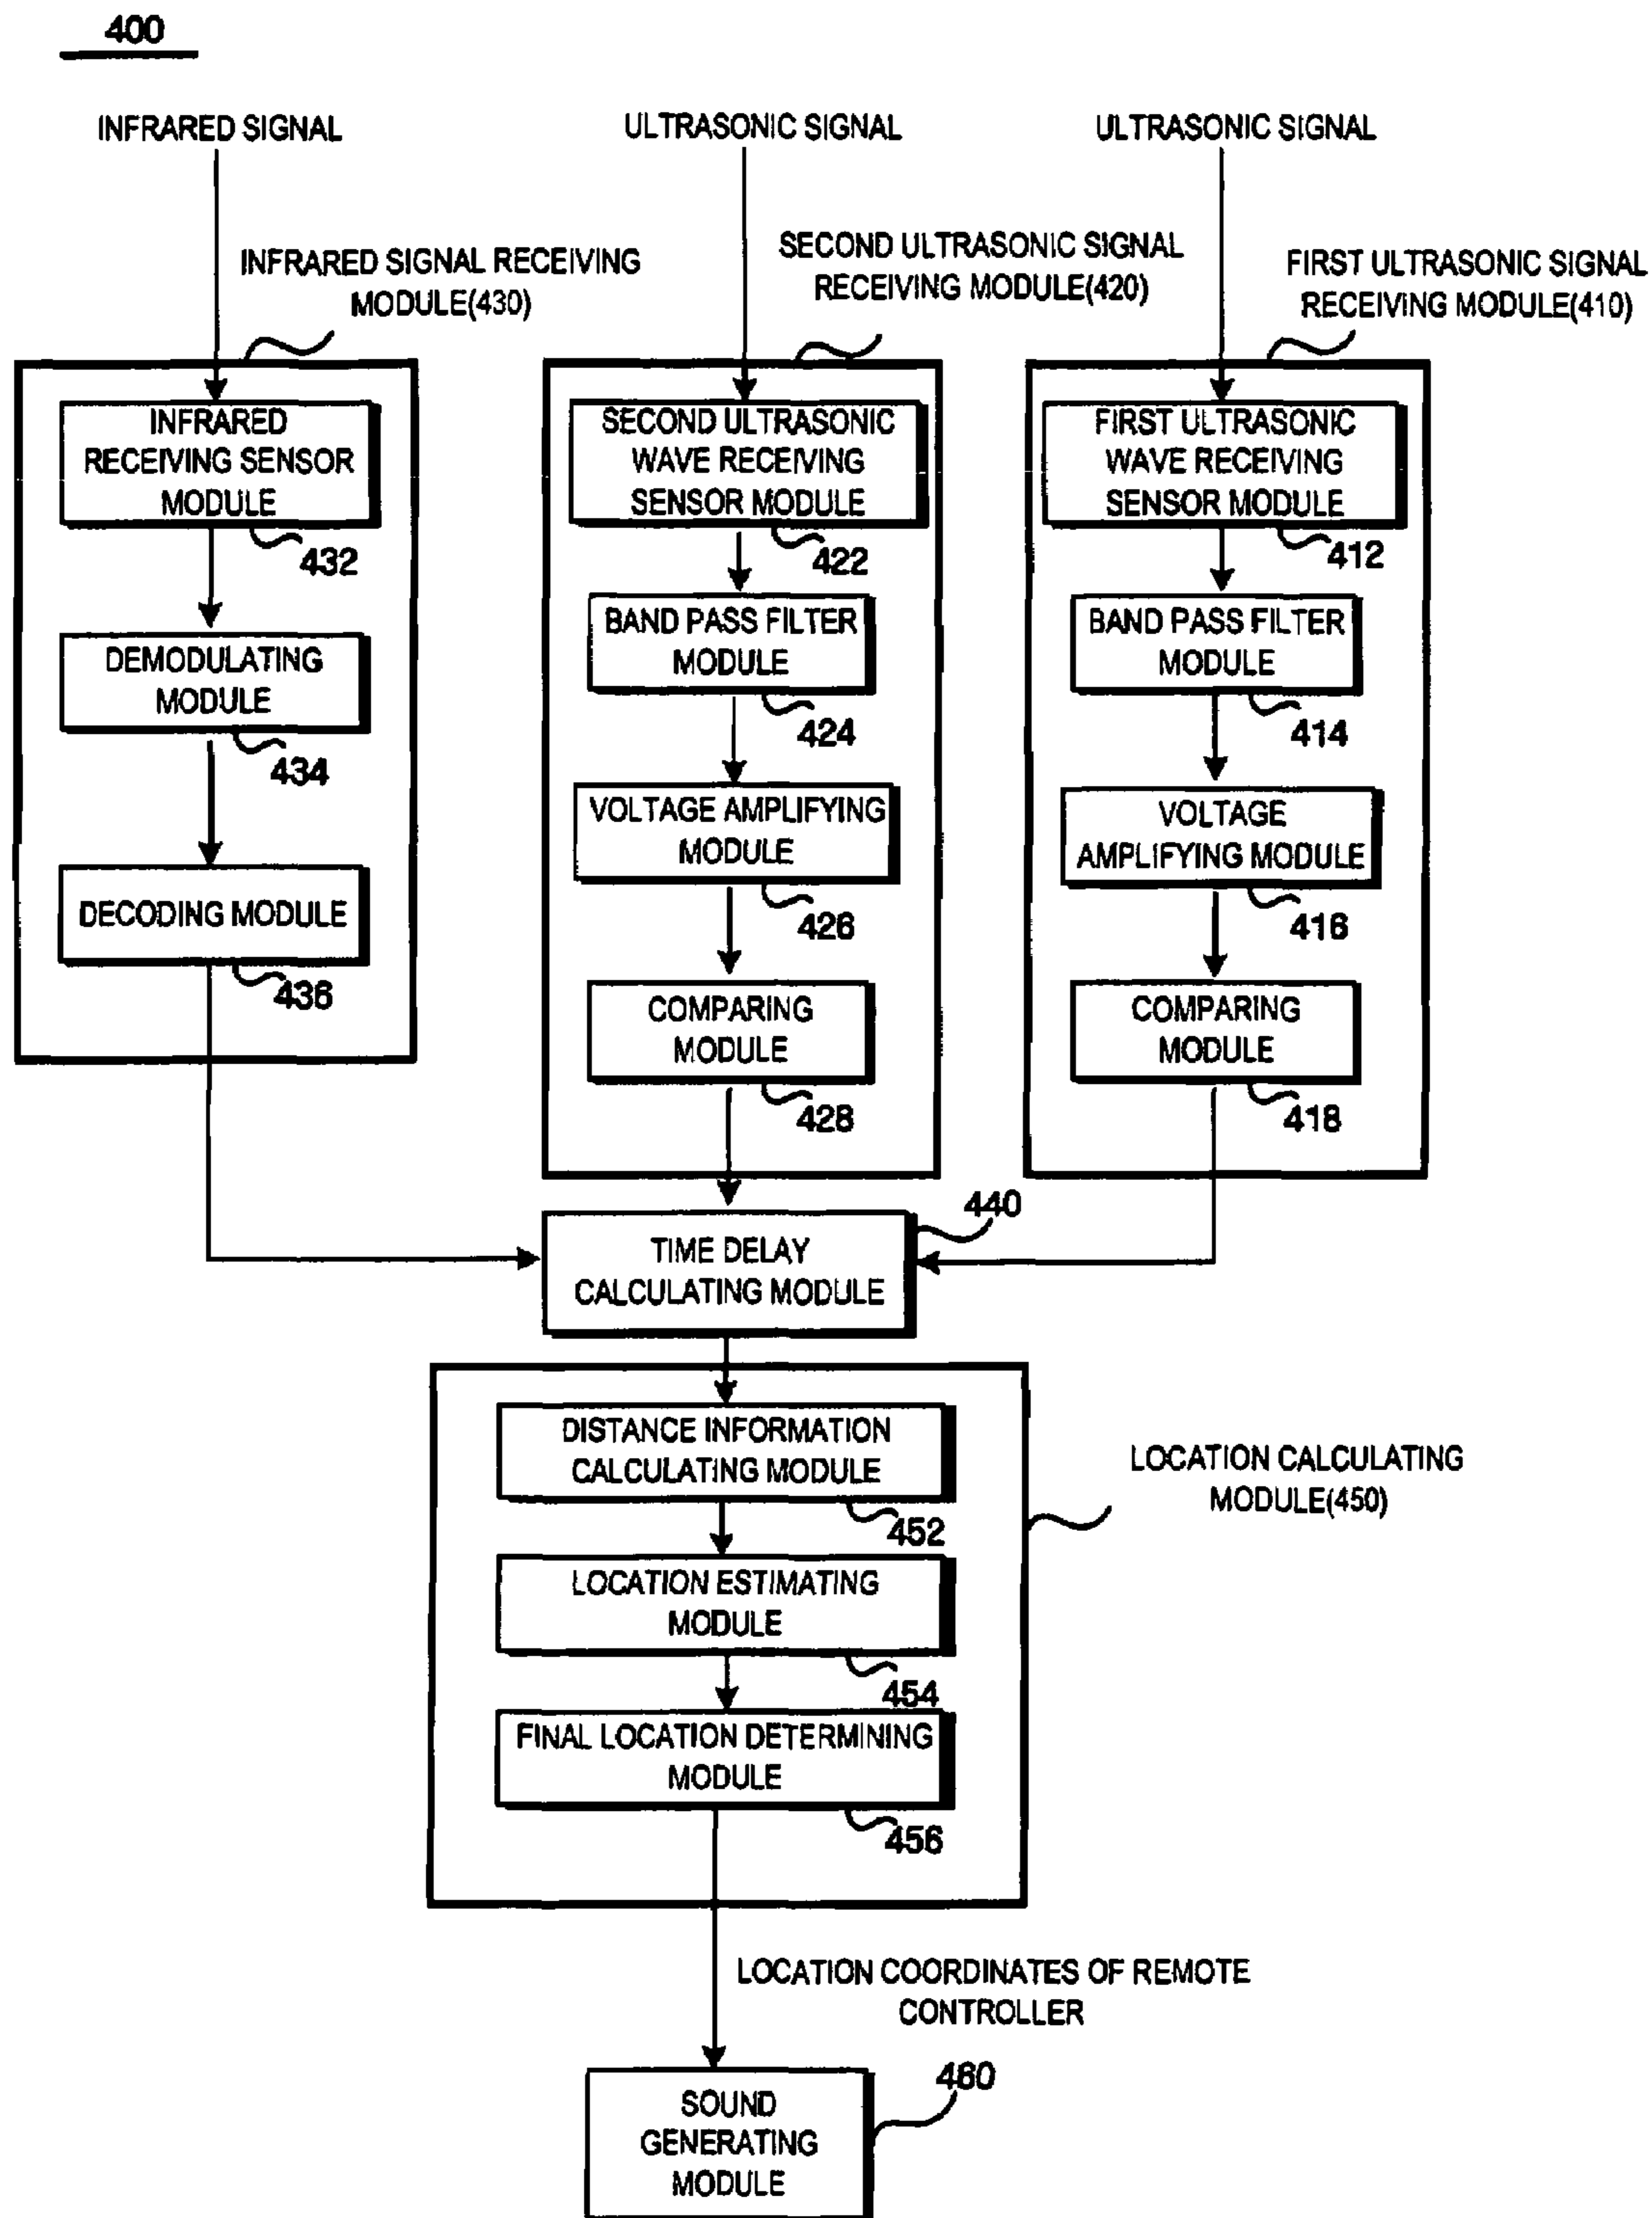 400
INFRARED SIGNAL
ULTRASONIC SIGNAL
ULTRASONIC SIGNAL
INFRARED SIGNAL RECEIVING
MODULE(430)
SECOND ULTRASONIC SIGNAL
RECEIVING MODULE(420)
FIRST ULTRASONIC SIGNAL
RECEIVING MODULE(410)
INFRARED
RECEIVING SENSOR
MODULE
432
DEMODULATING
MODULE
434
DECODING MODULE
436
SECOND ULTRASONIC
WAVE RECEIVING
SENSOR MODULE
422
BAND PASS FILTER
MODULE
424
VOLTAGE AMPLIFYING
MODULE
426
COMPARING
MODULE
428
FIRST ULTRASONIC
WAVE RECEIVING
SENSOR MODULE
412
BAND PASS FILTER
MODULE
414
VOLTAGE
AMPLIFYING MODULE
416
COMPARING
MODULE
418
440
TIME DELAY
CALCULATING MODULE
DISTANCE INFORMATION
CALCULATING MODULE
452
LOCATION ESTIMATING
MODULE
454
FINAL LOCATION DETERMINING
MODULE
456
LOCATION CALCULATING
MODULE(450)
LOCATION COORDINATES OF REMOTE
CONTROLLER
460
SOUND
GENERATING
MODULE